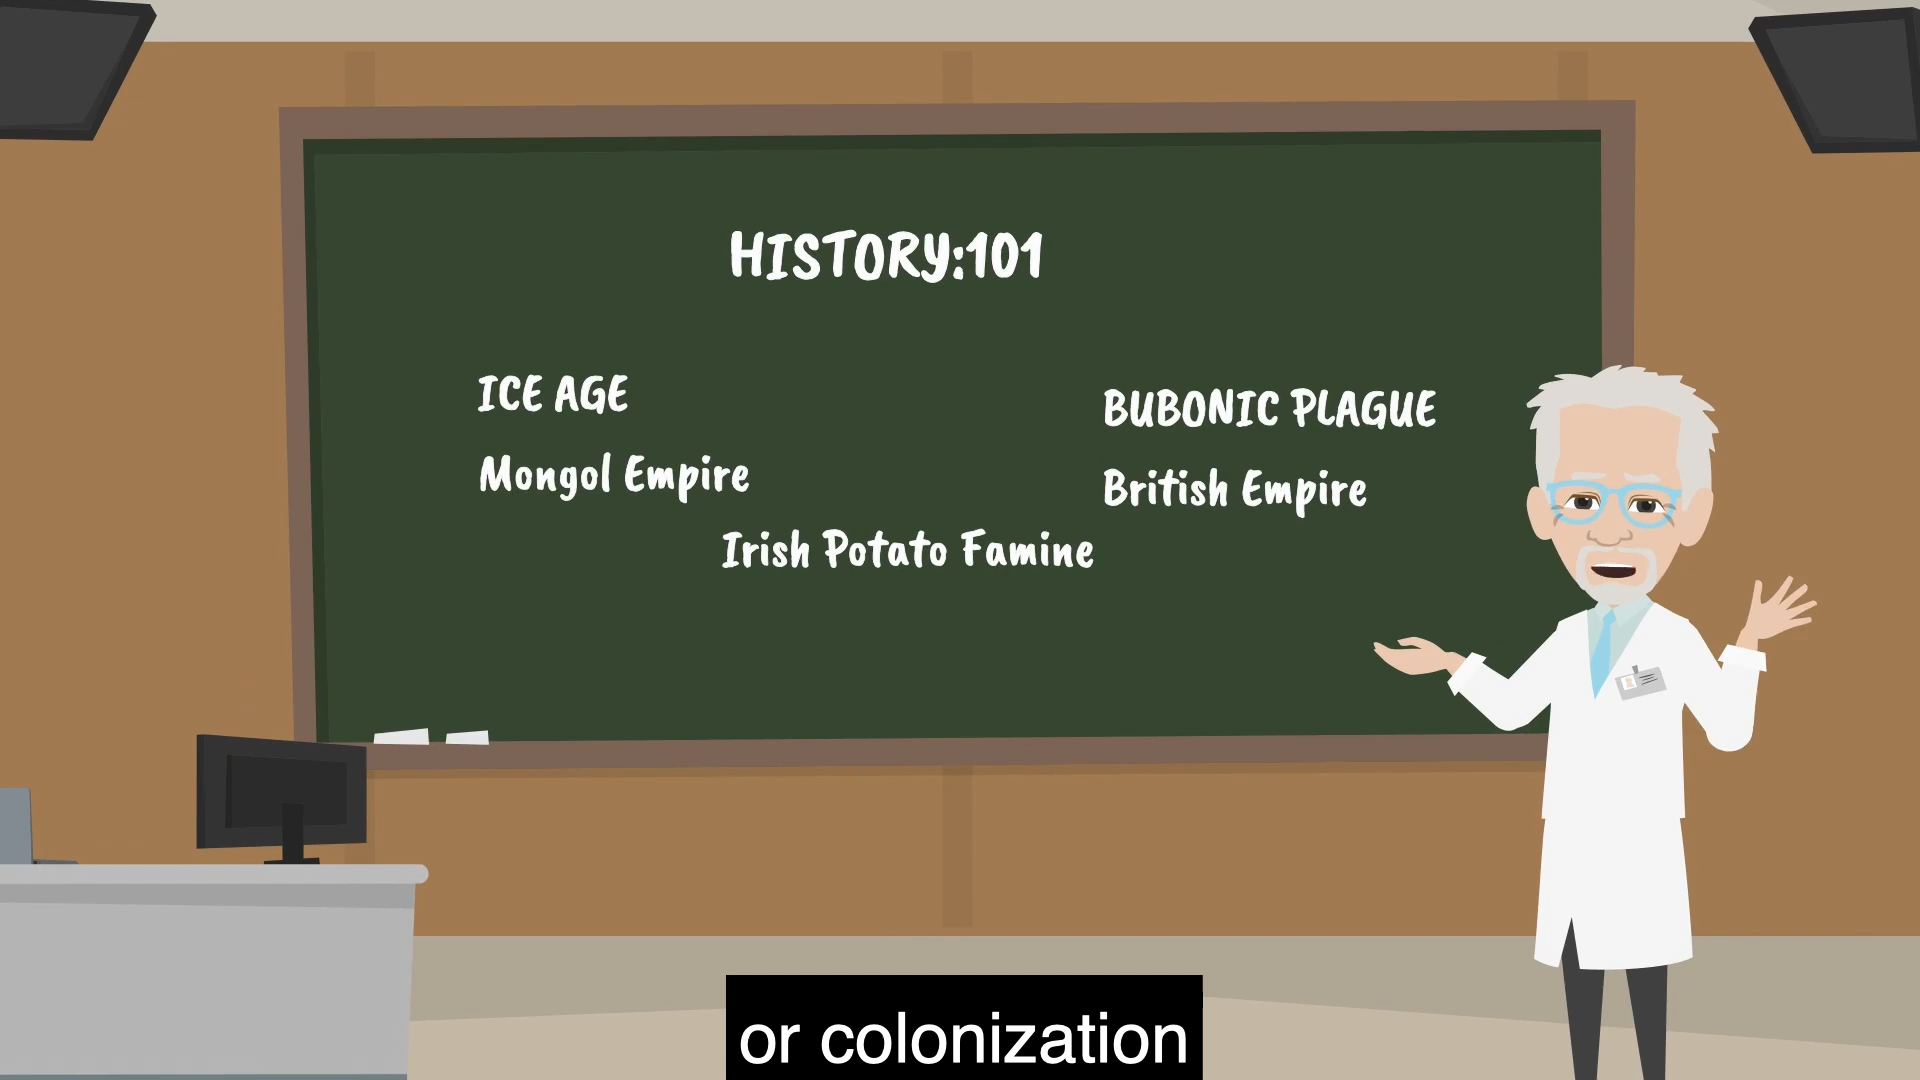 HISTORY:101
ICE AGE
Mongol Empire
BUBONIC PLAGUE
British Empire
Irish Potato Famine
or colonization